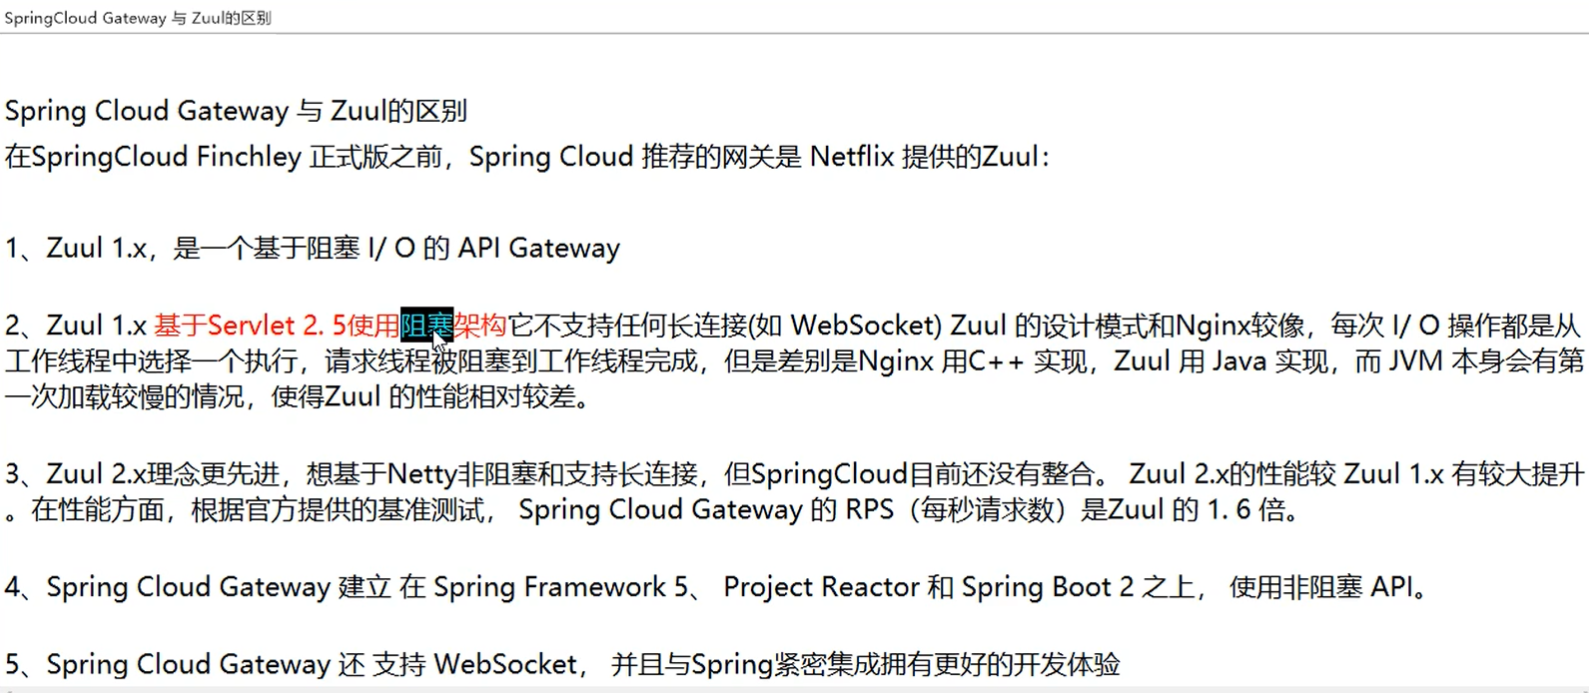 SpringCloud Gateway 与 Zuul的区别
Spring Cloud Gateway 与 Zuul的区别
在SpringCloud Finchley 正式版之前，Spring Cloud 推荐的网关是 Netflix 提供的Zuul：
1、Zuul 1.x，是一个基于阻塞 I/ O 的 API Gateway
2、Zuul 1.x 基于Servlet 2. 5使用阻塞架构它不支持任何长连接(如 WebSocket) Zuul 的设计模式和Nginx较像，每次 I/ O 操作都是从
工作线程中选择一个执行，请求线程被阻塞到工作线程完成，但是差别是Nginx 用C++ 实现，Zuul 用 Java 实现，而 JVM 本身会有第
一次加载较慢的情况，使得Zuul 的性能相对较差。
3、Zuul 2.x理念更先进，想基于Netty非阻塞和支持长连接，但SpringCloud目前还没有整合。 Zuul 2.x的性能较 Zuul 1.x 有较大提升
。在性能方面，根据官方提供的基准测试， Spring Cloud Gateway 的 RPS（每秒请求数）是Zuul 的 1. 6 倍。
4、Spring Cloud Gateway 建立 在 Spring Framework 5、 Project Reactor 和 Spring Boot 2 之上， 使用非阻塞 API。
5、Spring Cloud Gateway 还 支持 WebSocket， 并且与Spring紧密集成拥有更好的开发体验